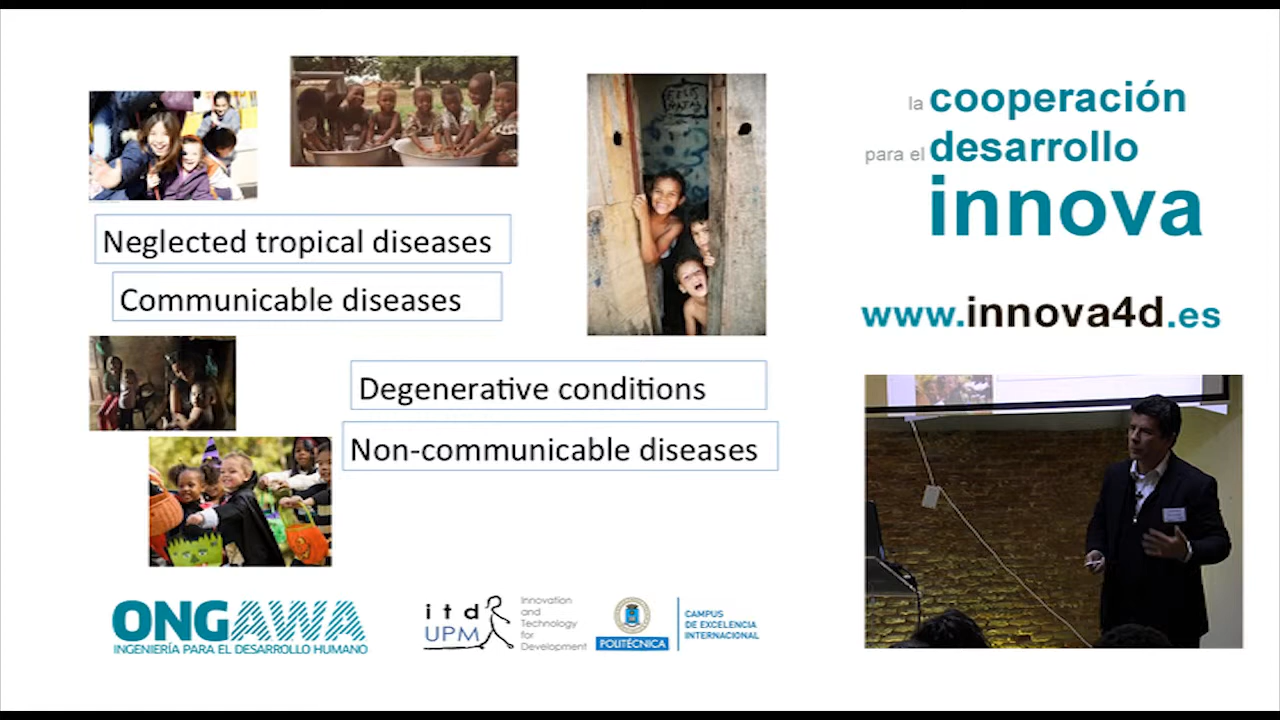 Neglected tropical diseases
Communicable diseases
Degenerative conditions
Non-communicable diseases
ONGAWA
INGENIERÍA PARA EL DESARROLLO HUMANO
itd
UPM
Innovation
and
Technology
for
Development
POLITÉCNICA
CAMPUS
DE EXCELENCIA
INTERNACIONAL
la cooperación
para el desarrollo
innova
www.innova4d.es